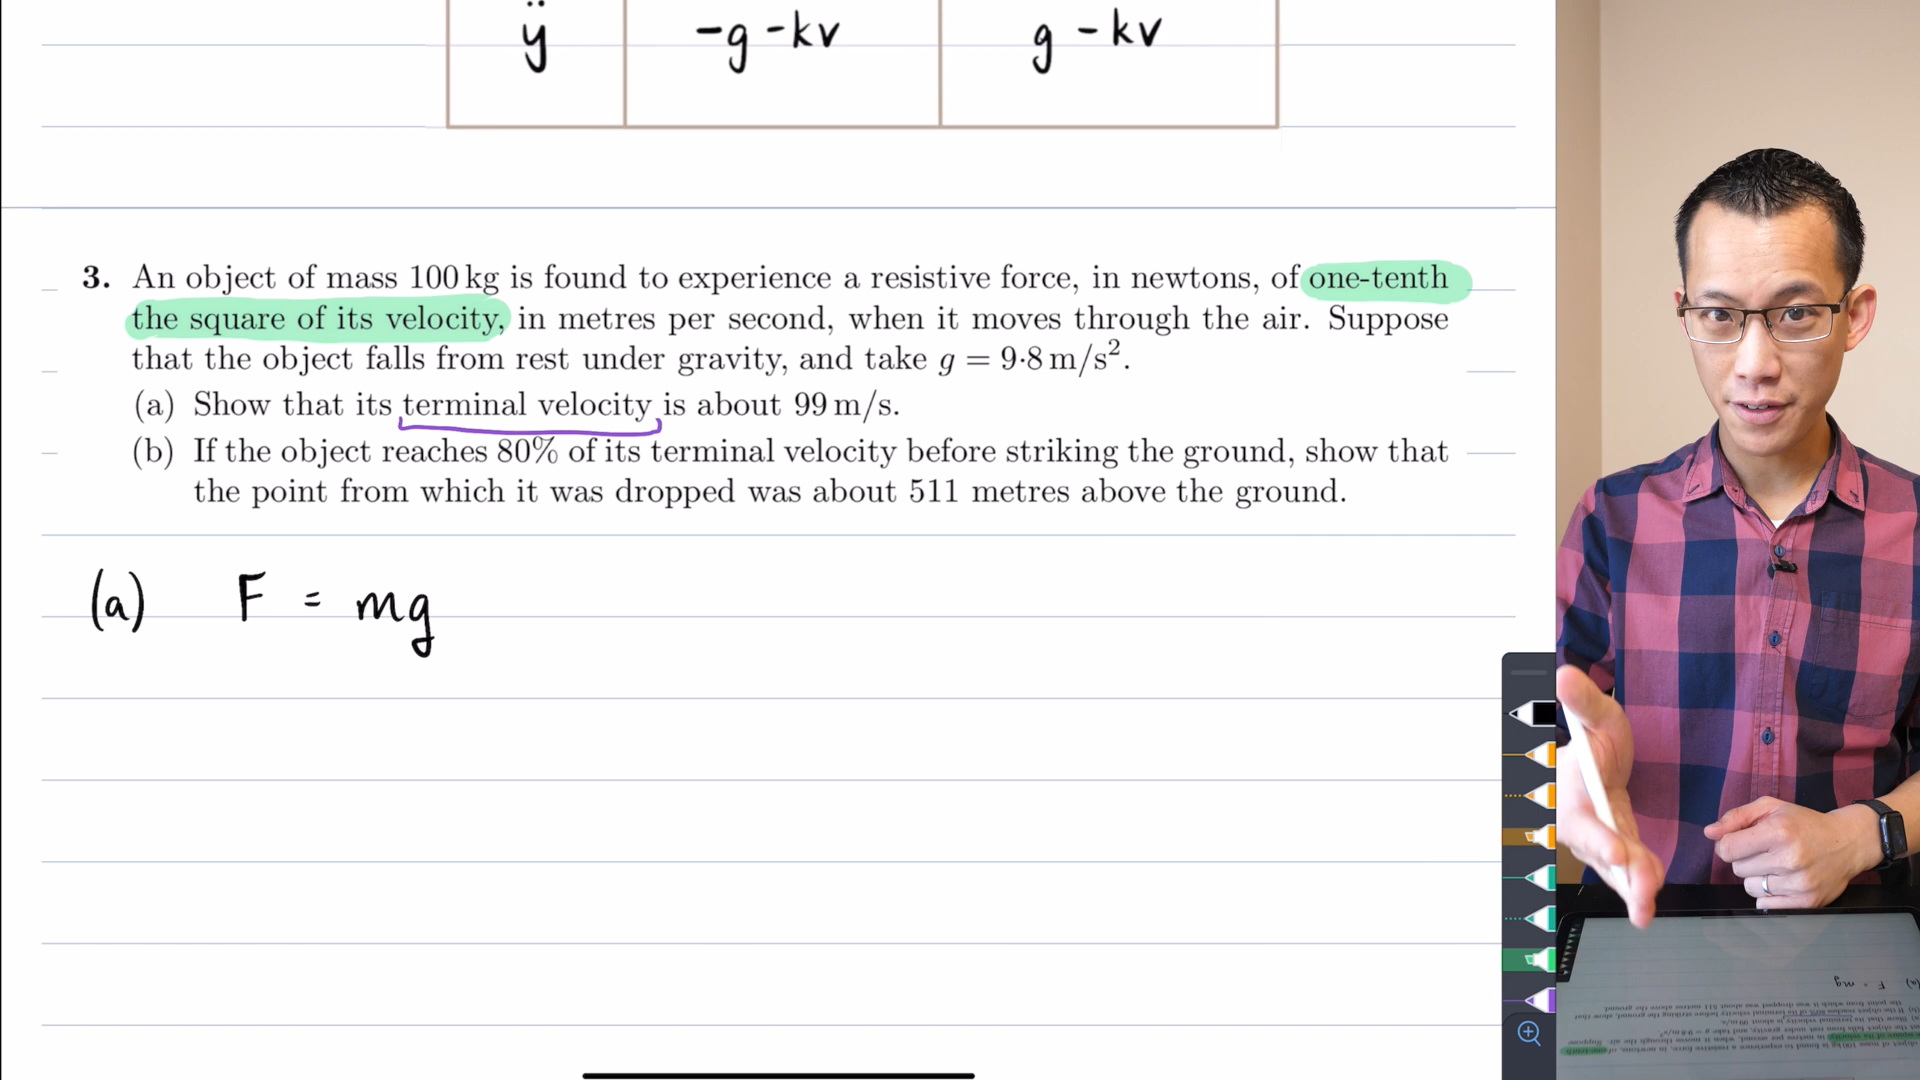 ÿ -g -kv g - kv
3. An object of mass 100 kg is found to experience a resistive force, in newtons, of one-tenth
the square of its velocity, in metres per second, when it moves through the air. Suppose
that the object falls from rest under gravity, and take g = 9·8 m/s².
(a) Show that its terminal velocity is about 99 m/s.
(b) If the object reaches 80% of its terminal velocity before striking the ground, show that
the point from which it was dropped was about 511 metres above the ground.
(a) F = mg